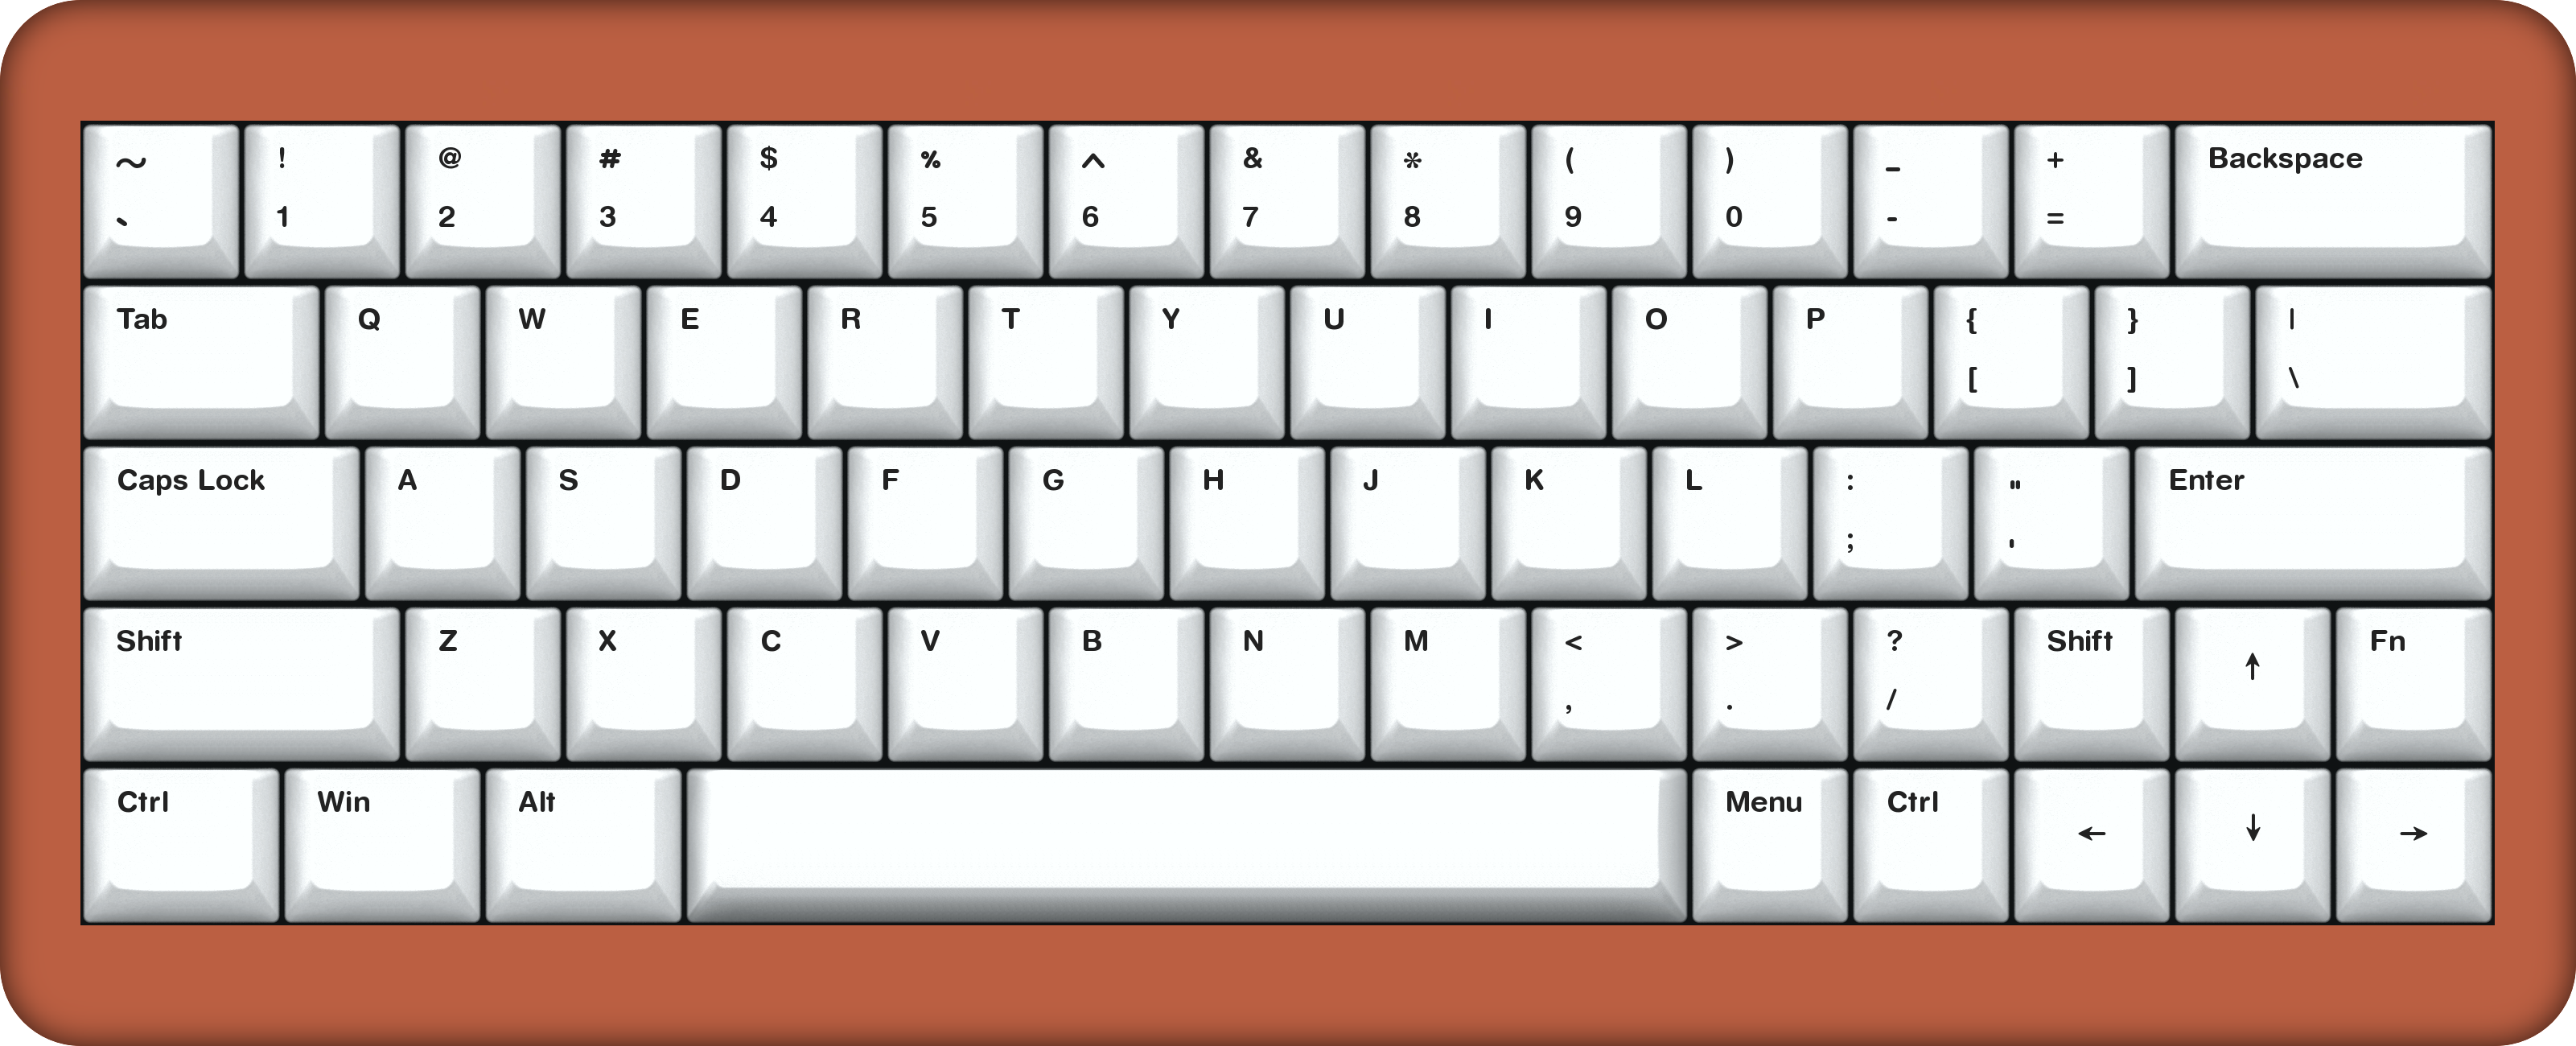 ~ ! @ # $ % ^ & * ( ) _ + Backspace
` 1 2 3 4 5 6 7 8 9 0 - =
Tab Q W E R T Y U I O P { } |
[ ] \
Caps Lock A S D F G H J K L : " Enter
; '
Shift Z X C V B N M < > ? Shift ↑ Fn
, . /
Ctrl Win Alt Menu Ctrl ← ↓ →